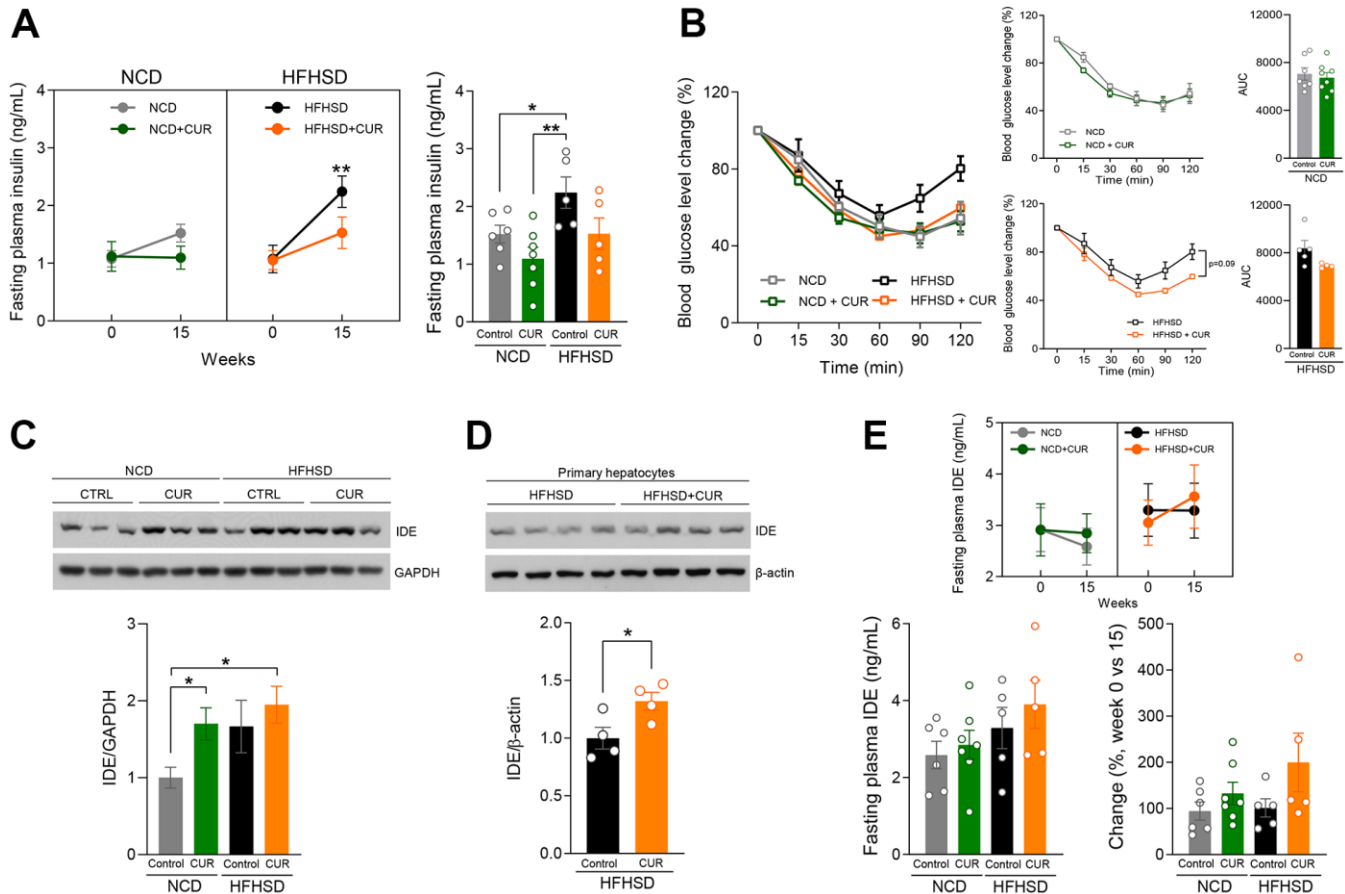 A
NCD
HFHSD
NCD
NCD+CUR
HFHSD
HFHSD+CUR
Fasting plasma insulin (ng/mL)
4
3
2
1
0
**
0
15
0
15
Weeks
Fasting plasma insulin (ng/mL)
4
3
2
1
0
*
**
Control
CUR
Control
CUR
NCD
HFHSD
B
Blood glucose level change (%)
100
80
60
40
20
0
NCD
NCD + CUR
HFHSD
HFHSD + CUR
0
15
30
60
90
120
Time (min)
Blood glucose level change (%)
120
100
80
60
40
20
0
NCD
NCD + CUR
0
15
30
60
90
120
Time (min)
AUC
12000
8000
4000
0
Control
CUR
NCD
Blood glucose level change (%)
120
100
80
60
40
20
0
p=0.09
HFHSD
HFHSD + CUR
0
15
30
60
90
120
Time (min)
AUC
12000
8000
4000
0
Control
CUR
HFHSD
C
NCD
HFHSD
CTRL
CUR
CTRL
CUR
IDE
GAPDH
IDE/GAPDH
3
2
1
0
*
*
Control
CUR
Control
CUR
NCD
HFHSD
D
Primary hepatocytes
HFHSD
HFHSD+CUR
IDE
β-actin
IDE/β-actin
2.0
1.5
1.0
0.5
0.0
*
Control
CUR
HFHSD
E
Fasting plasma IDE (ng/mL)
5
4
3
2
NCD
NCD+CUR
HFHSD
HFHSD+CUR
0
15
0
15
Weeks
Fasting plasma IDE (ng/mL)
6
4
2
0
Control
CUR
Control
CUR
NCD
HFHSD
Change (%, week 0 vs 15)
500
400
300
200
100
0
Control
CUR
Control
CUR
NCD
HFHSD